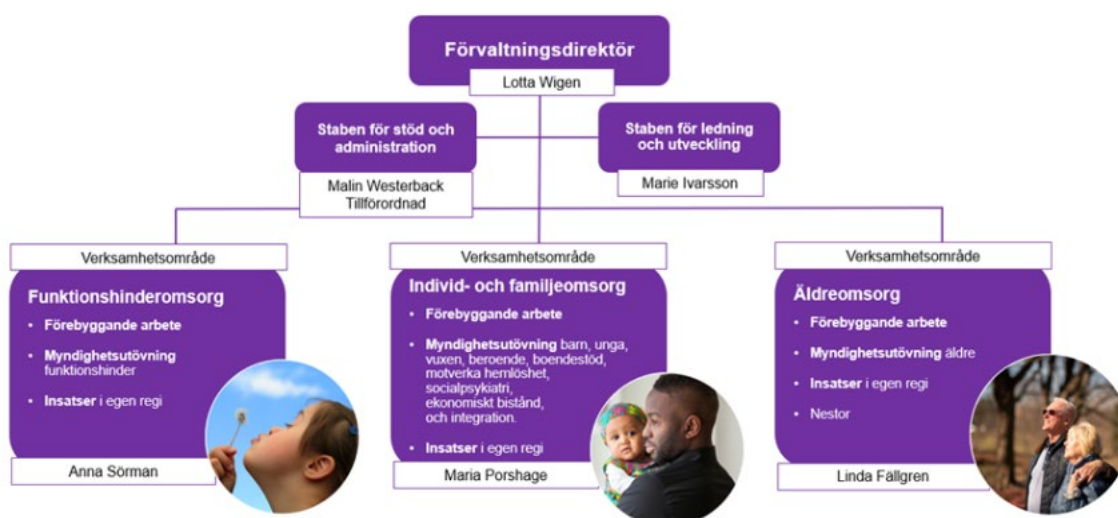 Förvaltningsdirektör
Lotta Wigen
Staben för stöd och
administration
Malin Westerback
Tillförordnad
Staben för ledning
och utveckling
Marie Ivarsson
Verksamhetsområde
Funktionshinderomsorg
• Förebyggande arbete
• Myndighetsutövning
funktionshinder
• Insatser i egen regi
Anna Sörman
Verksamhetsområde
Individ- och familjeomsorg
• Förebyggande arbete
• Myndighetsutövning barn, unga,
vuxen, beroende, boendestöd,
motverka hemlöshet,
socialpsykiatri,
ekonomiskt bistånd,
och integration.
• Insatser i egen regi
Maria Porshage
Verksamhetsområde
Äldreomsorg
• Förebyggande arbete
• Myndighetsutövning äldre
• Insatser i egen regi
• Nestor
Linda Fällgren